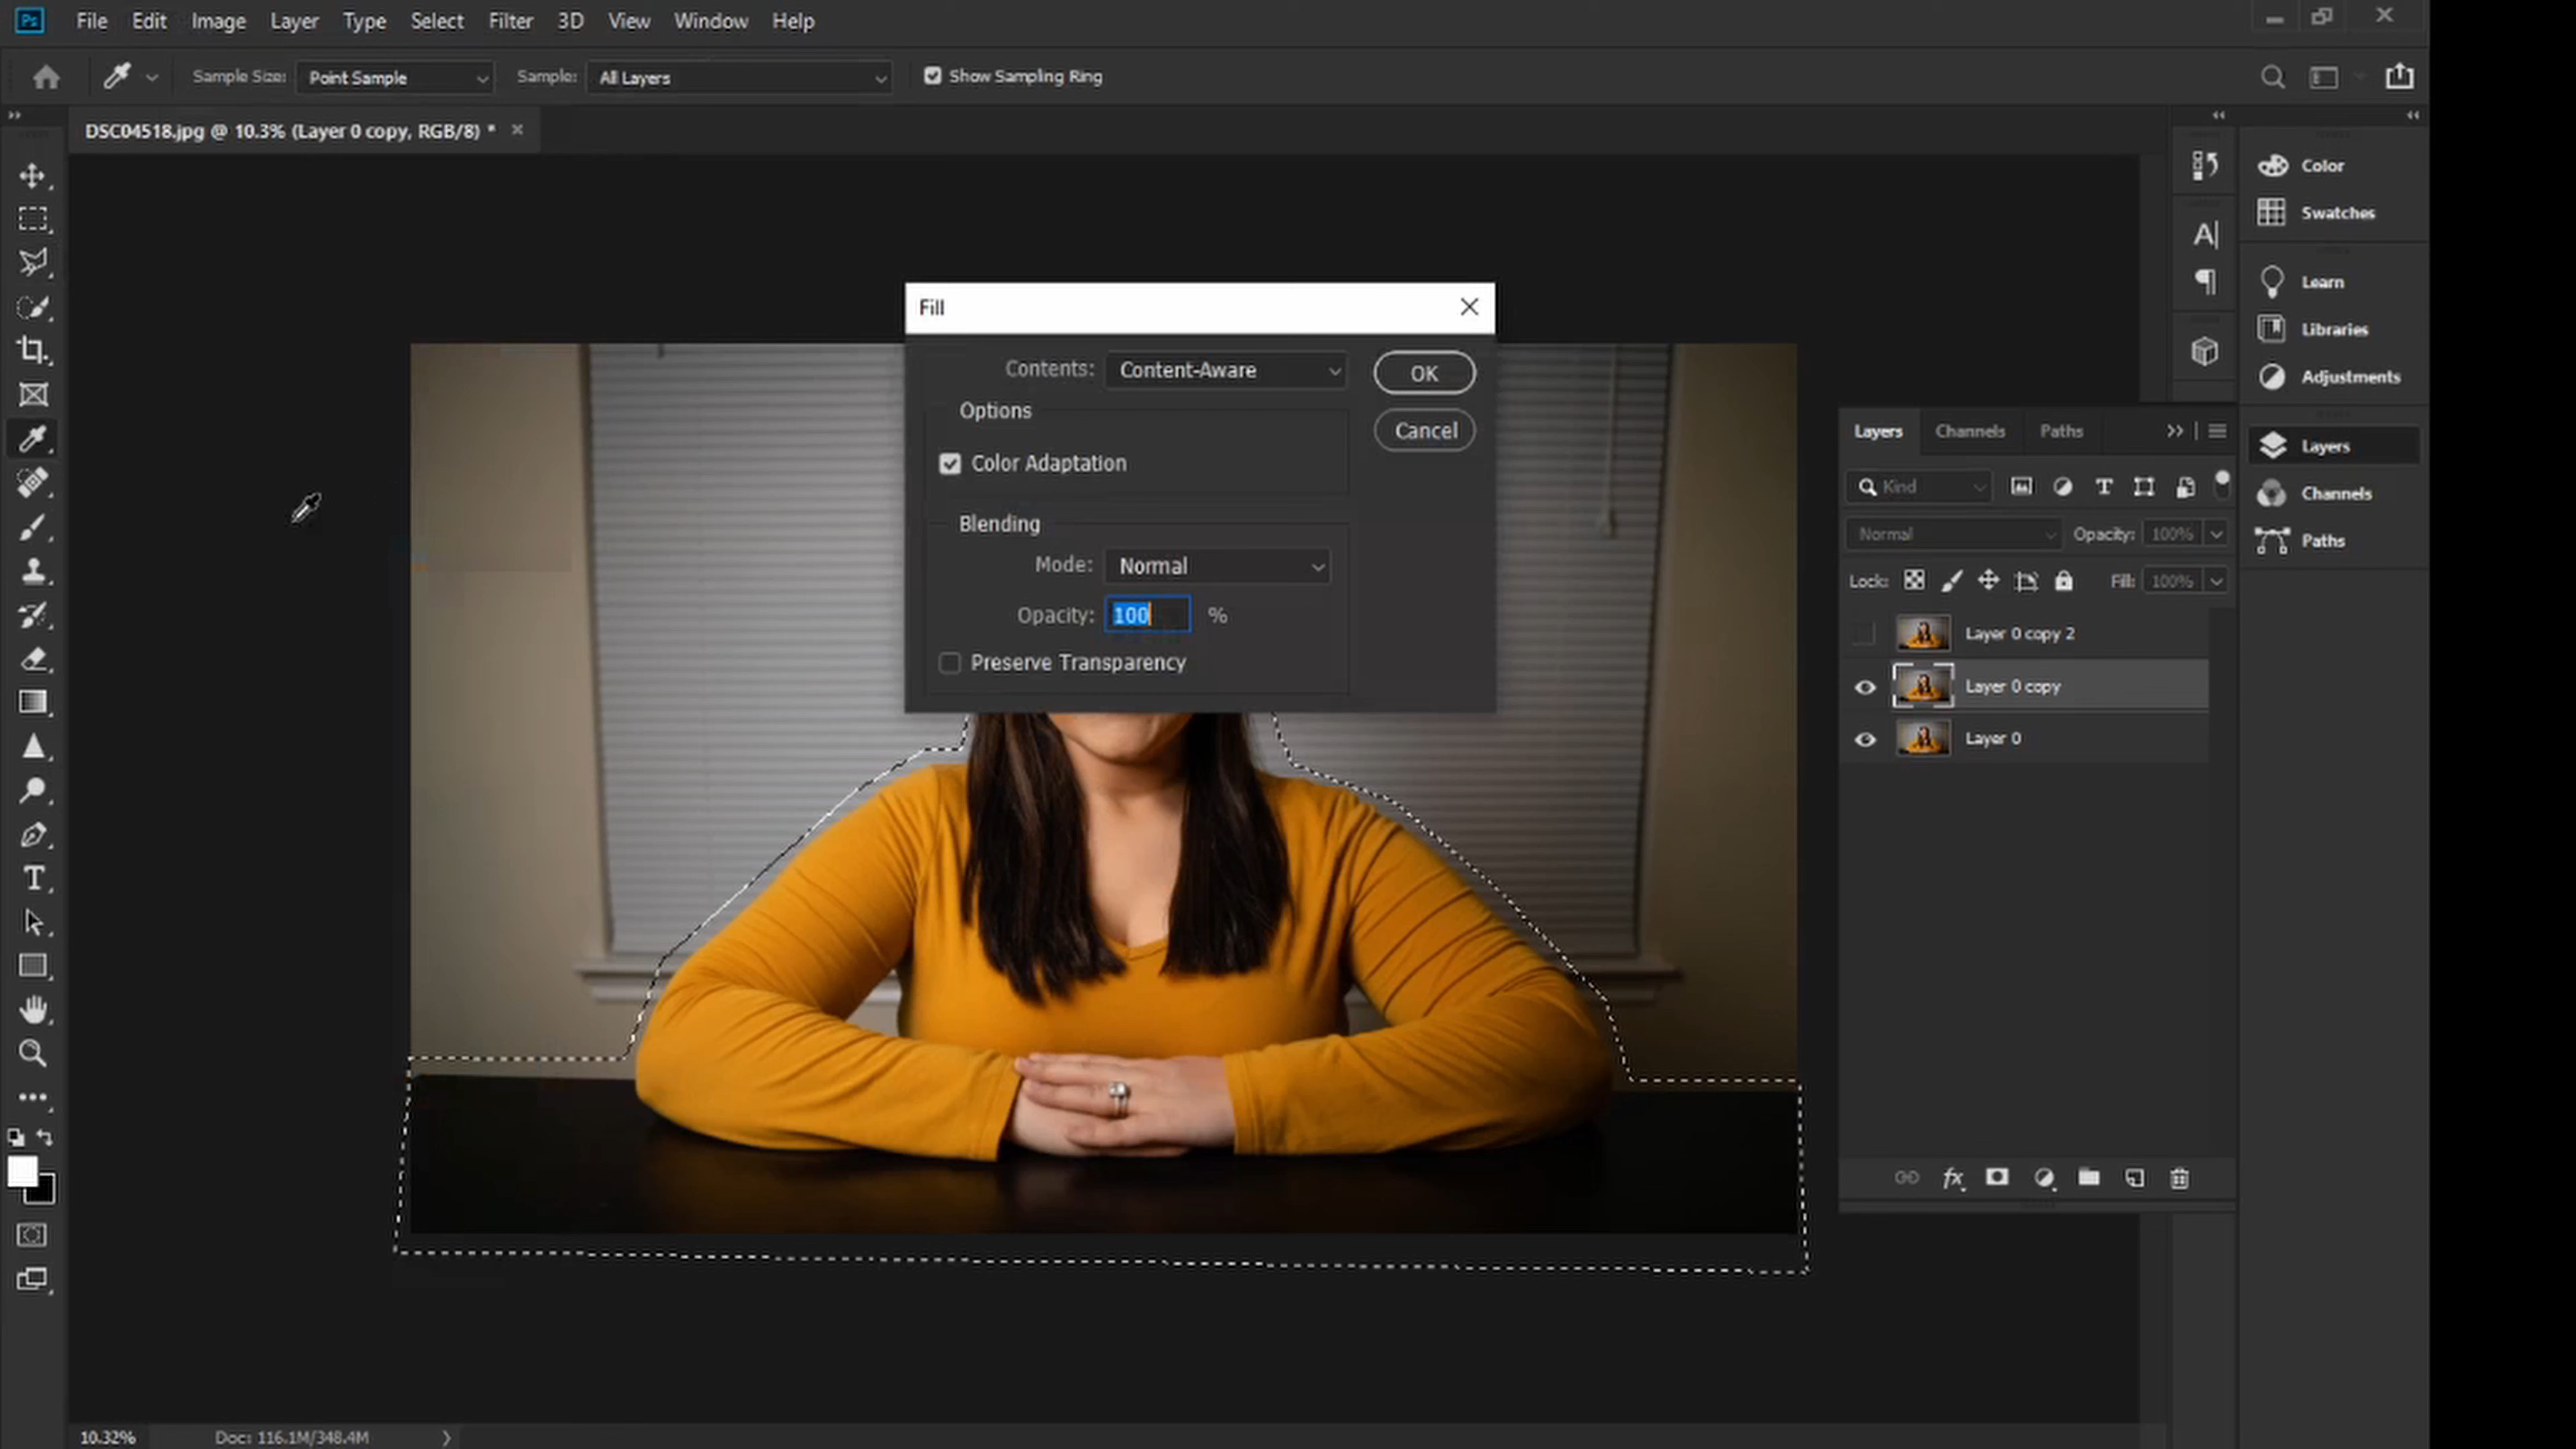 Ps File Edit Image Layer Type Select Filter 3D View Window Help
Sample Size: Point Sample Sample: All Layers Show Sampling Ring
DSC04518.jpg @ 10.3% (Layer 0 copy, RGB/8) *
Fill
Contents: Content-Aware
OK
Options
Cancel
Color Adaptation
Blending
Mode: Normal
Opacity: 100 %
Preserve Transparency
Color
Swatches
Learn
Libraries
Adjustments
Layers
Channels
Paths
Layers Channels Paths
Kind
Normal Opacity: 100%
Lock: Fill: 100%
Layer 0 copy 2
Layer 0 copy
Layer 0
fx
10.32% Doc: 116.1M/348.4M